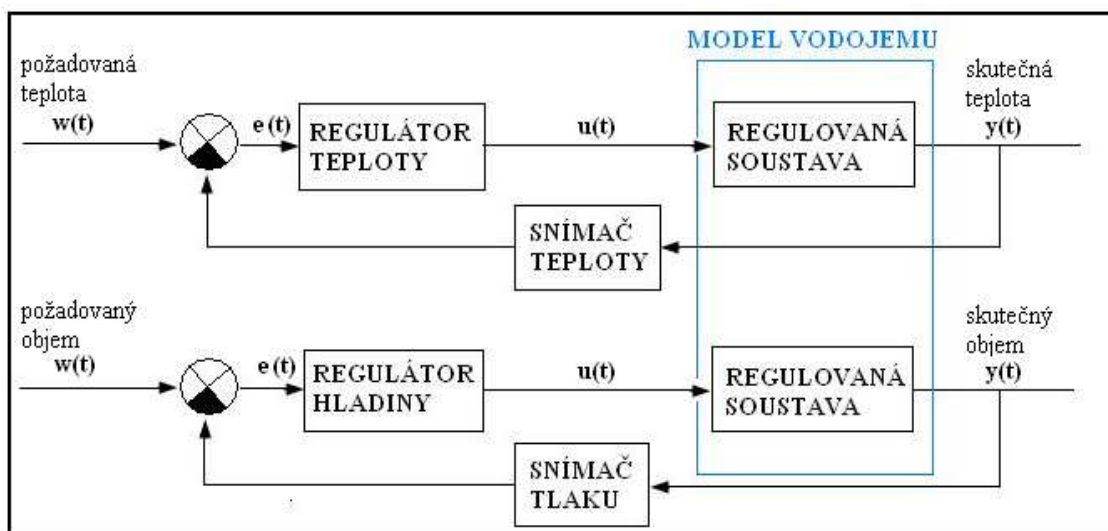 MODEL VODOJEMU
požadovaná
teplota
w(t)
e(t)
REGULÁTOR
TEPLOTY
u(t)
REGULOVANÁ
SOUSTAVA
skutečná
teplota
y(t)
SNÍMAČ
TEPLOTY
požadovaný
objem
w(t)
e(t)
REGULÁTOR
HLADINY
u(t)
REGULOVANÁ
SOUSTAVA
skutečný
objem
y(t)
SNÍMAČ
TLAKU